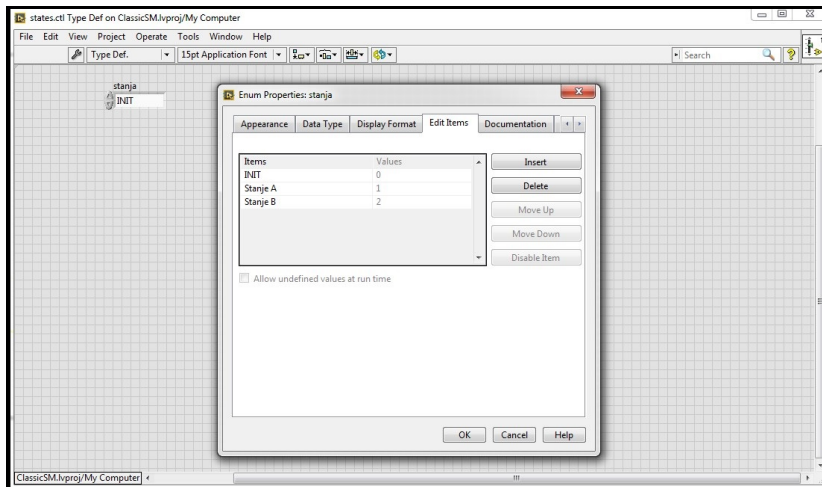 states.ctl Type Def on ClassicSM.lvproj/My Computer
File Edit View Project Operate Tools Window Help
Type Def. 15pt Application Font Search ?
stanja
INIT
Enum Properties: stanja
Appearance Data Type Display Format Edit Items Documentation
Items Values
INIT 0
Stanje A 1
Stanje B 2
Insert
Delete
Move Up
Move Down
Disable Item
Allow undefined values at run time
OK Cancel Help
ClassicSM.lvproj/My Computer